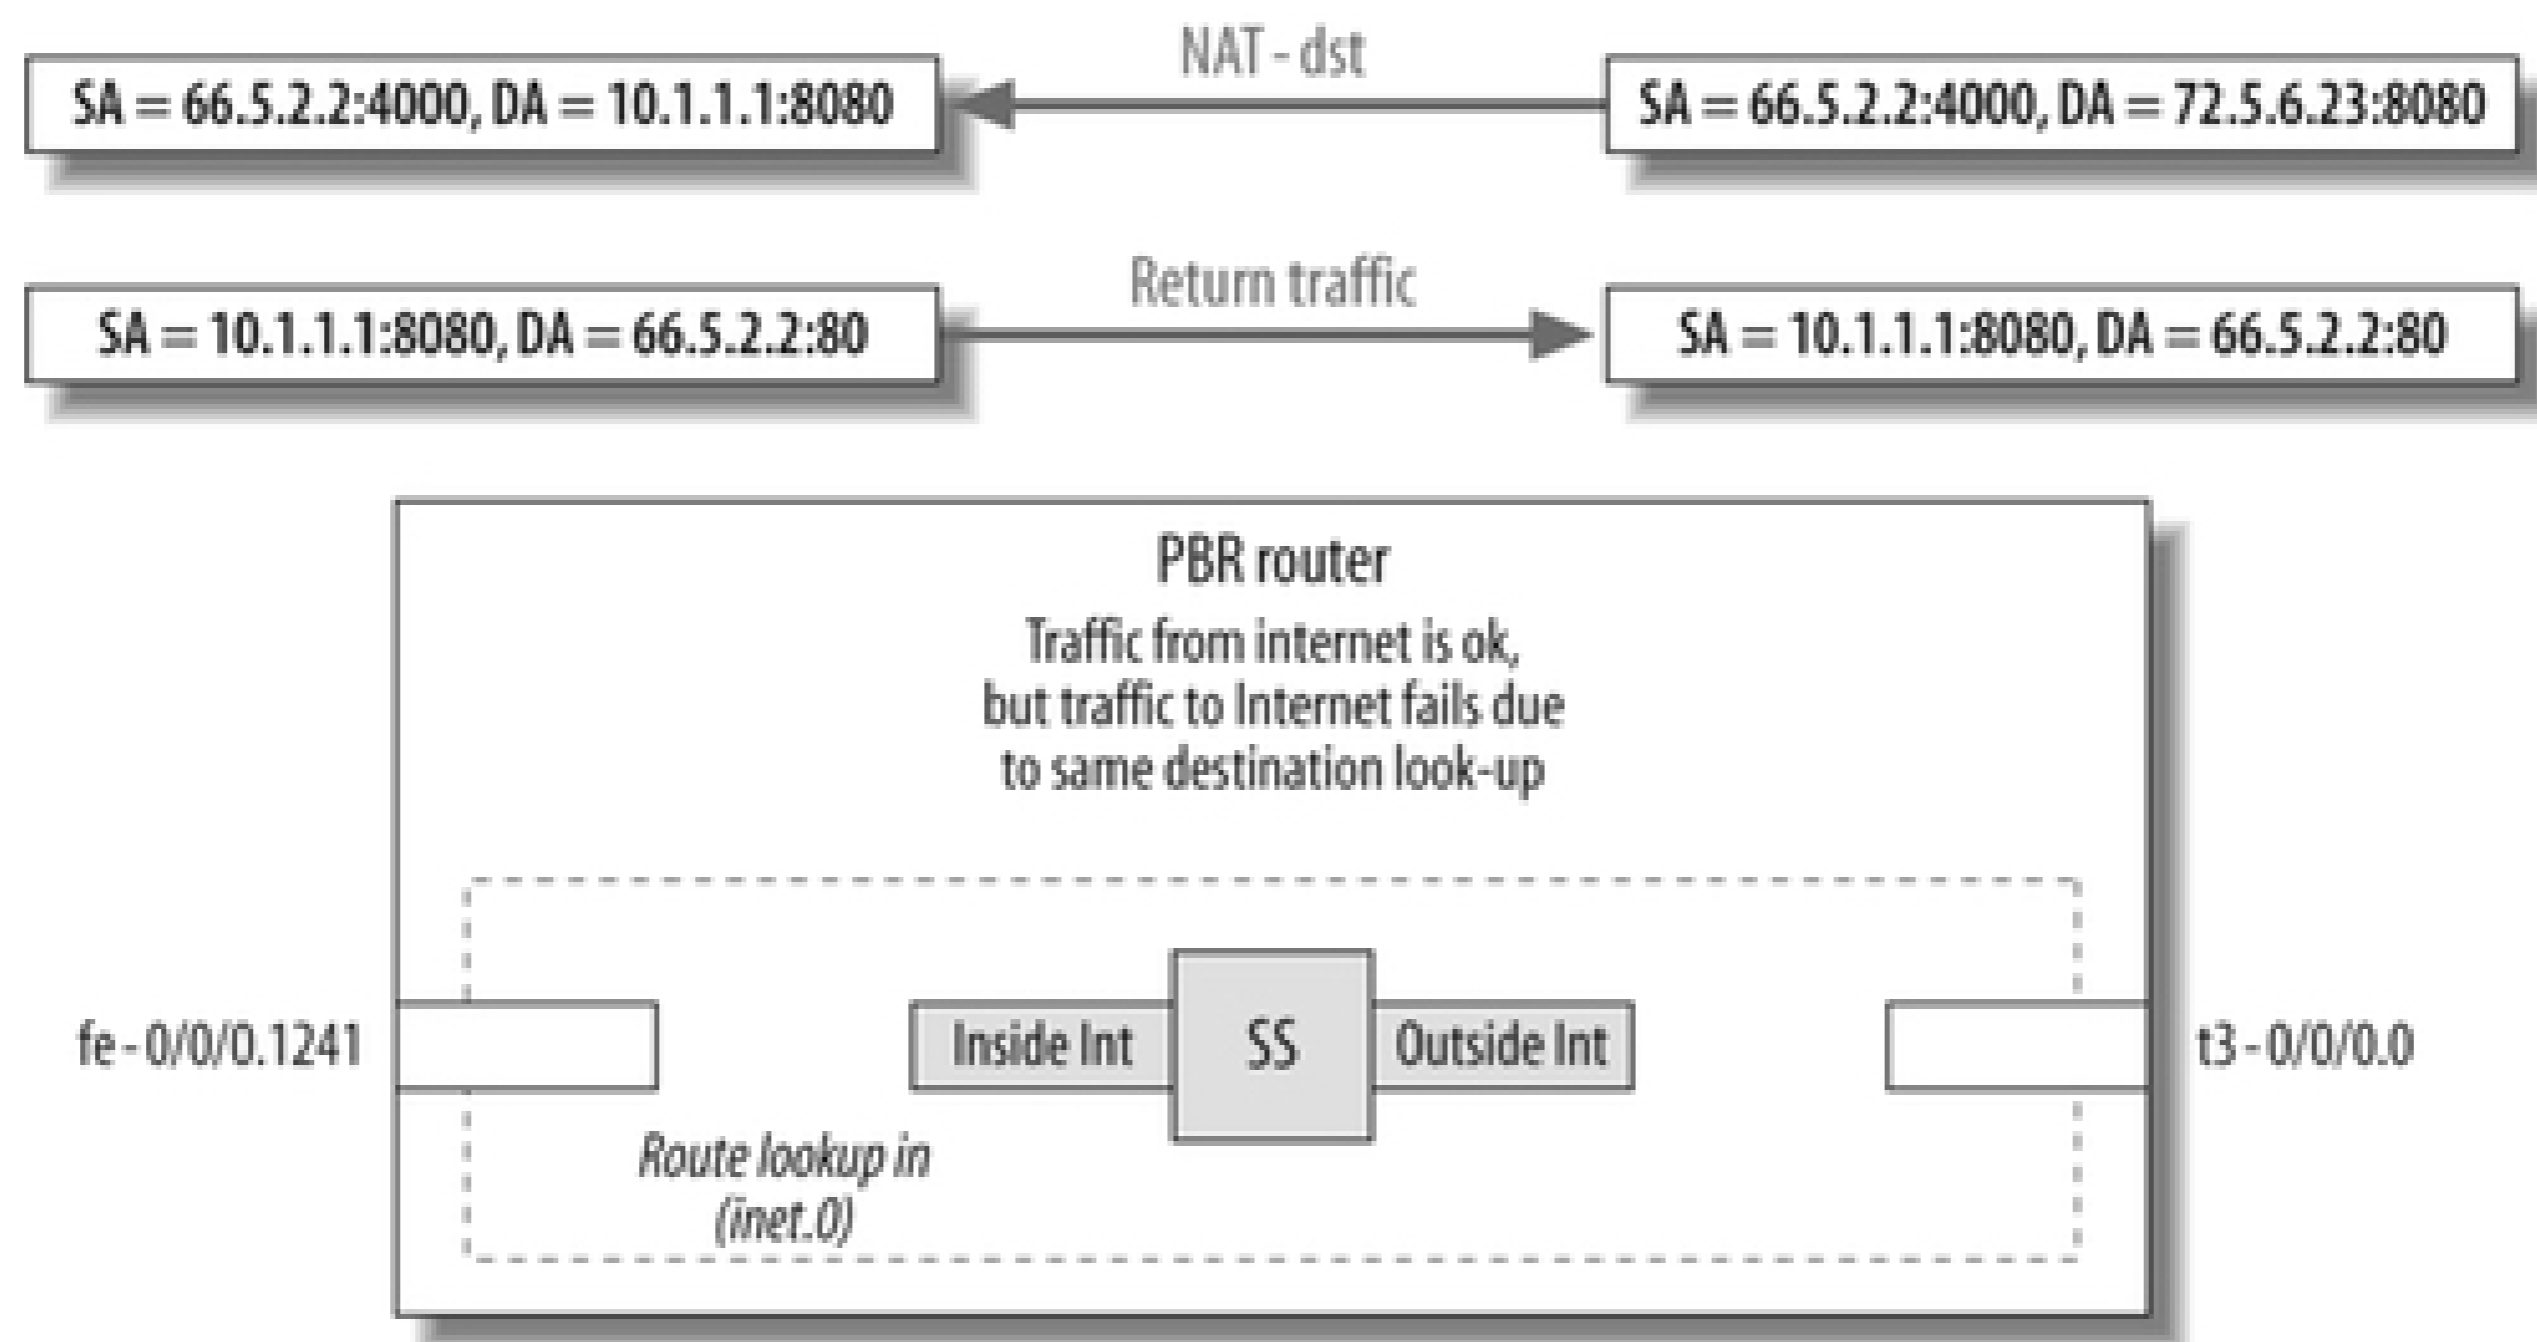 NAT - dst
SA = 66.5.2.2:4000, DA = 10.1.1.1:8080
SA = 66.5.2.2:4000, DA = 72.5.6.23:8080
Return traffic
SA = 10.1.1.1:8080, DA = 66.5.2.2:80
SA = 10.1.1.1:8080, DA = 66.5.2.2:80
PBR router
Traffic from internet is ok,
but traffic to Internet fails due
to same destination look-up
fe - 0/0/0.1241
Inside Int
SS
Outside Int
t3 - 0/0/0.0
Route lookup in
(inet.0)